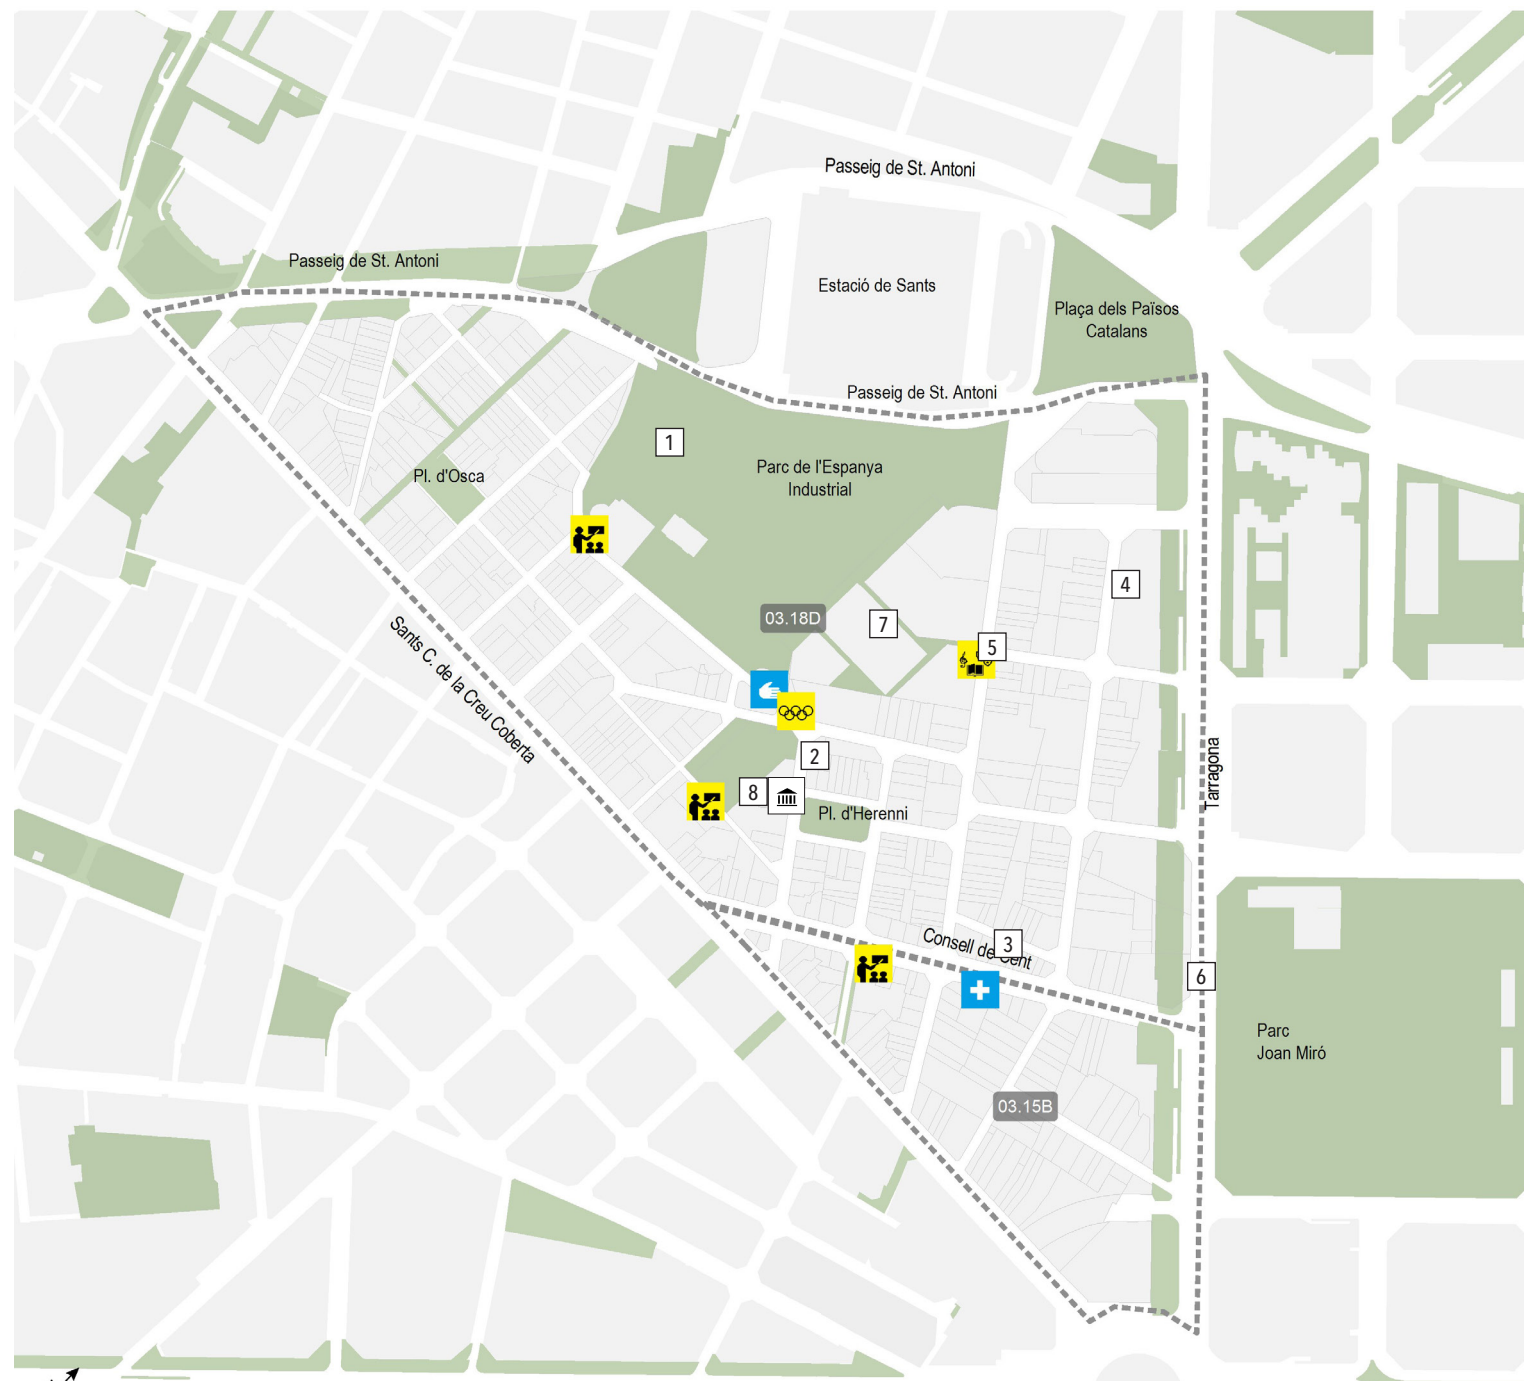 Passeig de St. Antoni
Passeig de St. Antoni
Estació de Sants
Plaça dels Països
Catalans
Passeig de St. Antoni
1
Parc de l'Espanya
Industrial
Pl. d'Osca
4
03.18D
7
5
Sants C. de la Creu Coberta
2
Tarragona
8
Pl. d'Herenni
Consell de Cent
3
6
Parc
Joan Miró
03.15B